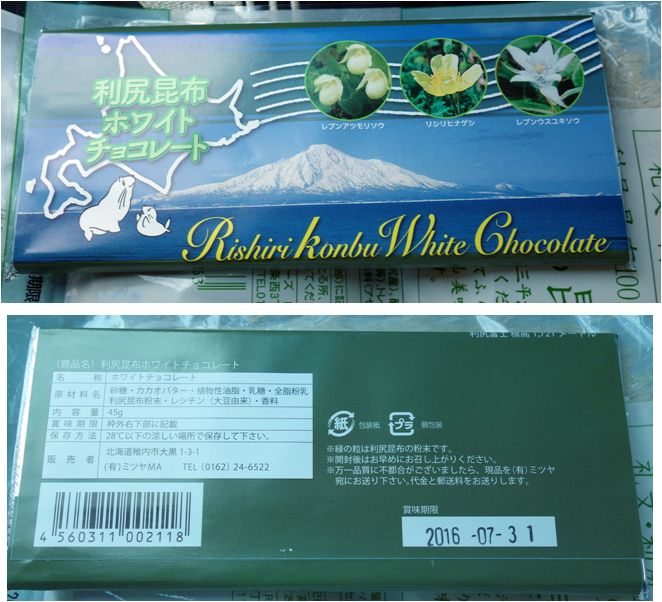 利尻昆布
ホワイト
チョコレート
レブンアツモリソウ
リシリヒナゲシ
レブンウスユキソウ
Rishiri Konbu White Chocolate
(商品名) 利尻昆布ホワイトチョコレート
名 称 ホワイトチョコレート
原材料名 砂糖・カカオバター・植物性油脂・乳糖・全脂粉乳
利尻昆布粉末・レシチン(大豆由来)・香料
内 容 量 45g
賞味期限 枠外右下部に記載
保存方法 28℃以下の涼しい場所で保存して下さい。
販 売 者 北海道稚内市大黒 1-3-1
(有)ミツヤMA TEL (0162) 24-6522
4 560311 002118
紙 包装紙
プラ 個包装
※緑の粒は利尻昆布の粉末です。
※開封後はお早めにお召し上がりください。
※万一品質に不都合がございましたら、現品を(有)ミツヤ
宛にお送り下さい。代金と郵送料をお送します。
賞味期限
2016 -07- 3 1